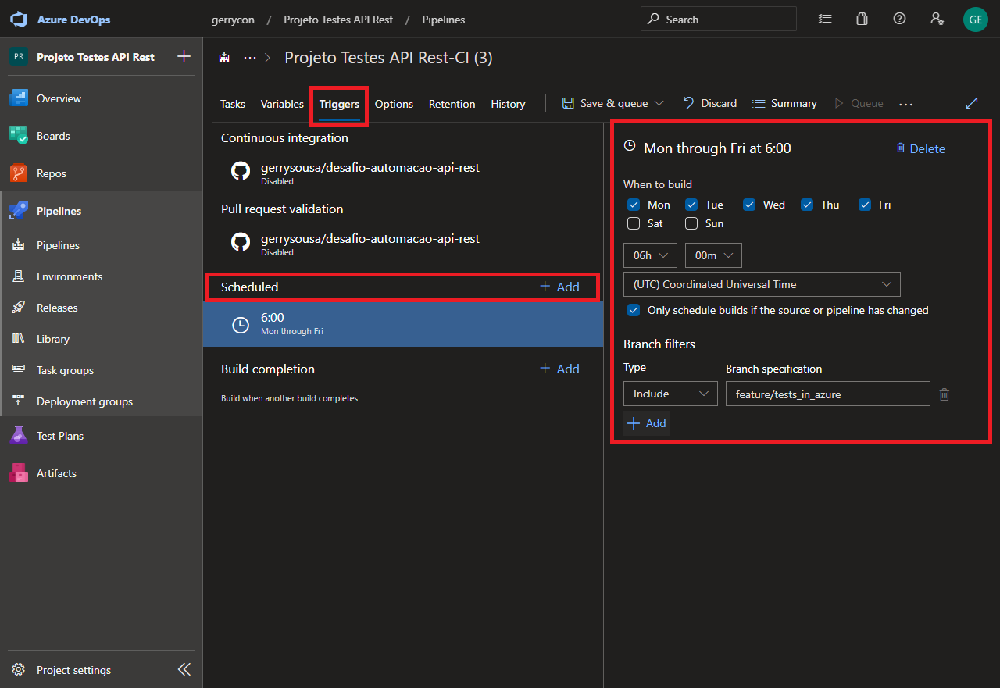 Azure DevOps
gerrycon / Projeto Testes API Rest / Pipelines
Search
GE
PR Projeto Testes API Rest
Overview
Boards
Repos
Pipelines
Pipelines
Environments
Releases
Library
Task groups
Deployment groups
Test Plans
Artifacts
Project settings
... > Projeto Testes API Rest-CI (3)
Tasks Variables Triggers Options Retention History
Save & queue Discard Summary Queue ...
Continuous integration
gerrysousa/desafio-automacao-api-rest
Disabled
Pull request validation
gerrysousa/desafio-automacao-api-rest
Disabled
Scheduled + Add
6:00
Mon through Fri
Build completion + Add
Build when another build completes
Mon through Fri at 6:00 Delete
When to build
Mon Tue Wed Thu Fri
Sat Sun
06h 00m
(UTC) Coordinated Universal Time
Only schedule builds if the source or pipeline has changed
Branch filters
Type Branch specification
Include feature/tests_in_azure
+ Add